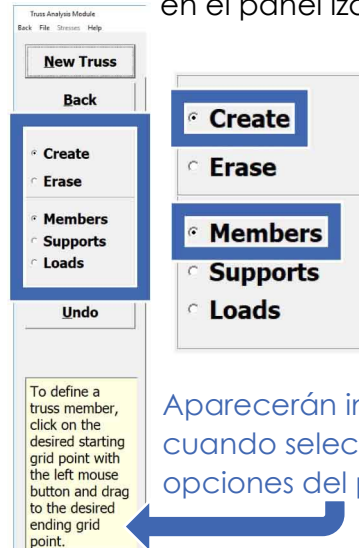 en el panel
Truss Analysis Module
Back File Stresses Help
New Truss
Back
Create
Erase
Members
Supports
Loads
Undo
To define a
truss member,
click on the
desired starting
grid point with
the left mouse
button and drag
to the desired
ending grid
point.
Create
Erase
Members
Supports
Loads
Aparecerán
cuando
opciones del